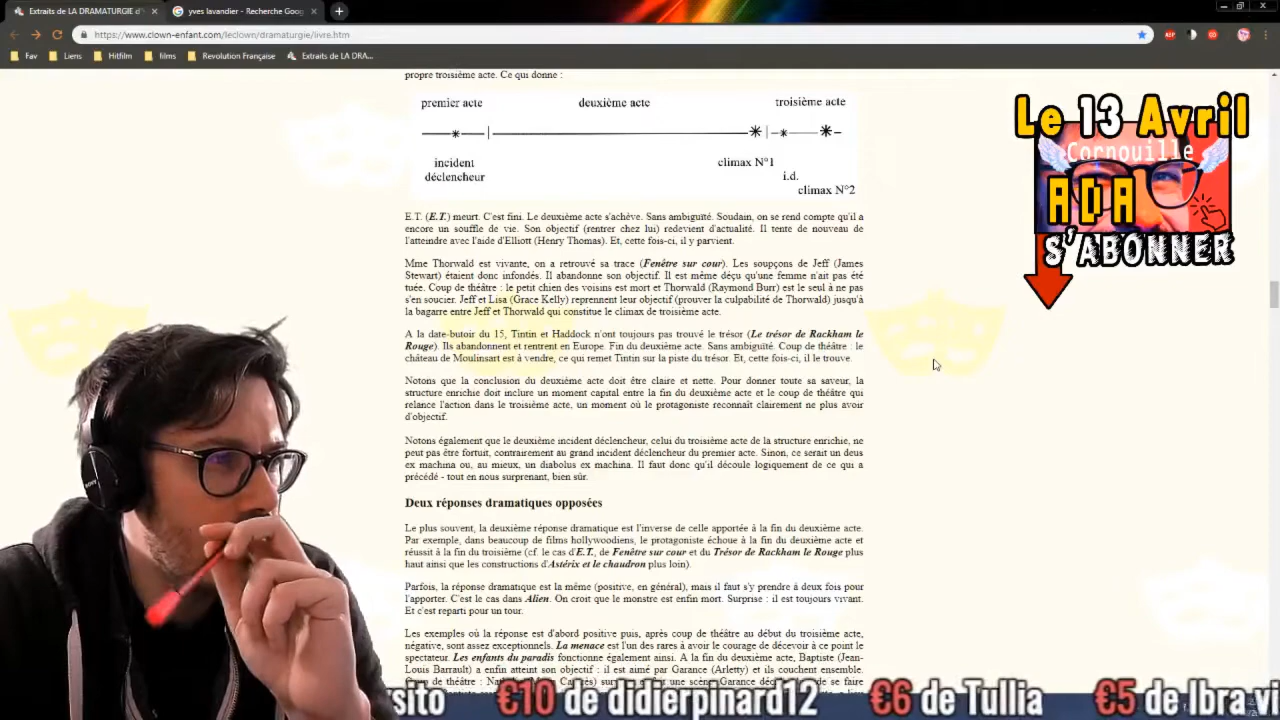 Extraits de LA DRAMATURGIE d'
yves lavandier - Recherche Goog
https://www.clown-enfant.com/leclown/dramaturgie/livre.htm
Fav
Liens
Hitfilm
films
Revolution Française
Extraits de LA DRA...
propre troisième acte. Ce qui donne :
premier acte
deuxième acte
troisième acte
incident
déclencheur
climax N°1
i.d.
climax N°2
E.T. (E.T.) meurt. C'est fini. Le deuxième acte s'achève. Sans ambiguïté. Soudain, on se rend compte qu'il a
encore un souffle de vie. Son objectif (rentrer chez lui) redevient d'actualité. Il tente de nouveau de
l'atteindre avec l'aide d'Elliott (Henry Thomas). Et, cette fois-ci, il y parvient.
Mme Thorwald est vivante, on a retrouvé sa trace (Fenêtre sur cour). Les soupçons de Jeff (James
Stewart) étaient donc infondés. Il abandonne son objectif. Il est même déçu qu'une femme n'ait pas été
tuée. Coup de théâtre : le petit chien des voisins est mort et Thorwald (Raymond Burr) est le seul à ne pas
s'en soucier. Jeff et Lisa (Grace Kelly) reprennent leur objectif (prouver la culpabilité de Thorwald) jusqu'à
la bagarre entre Jeff et Thorwald qui constitue le climax de troisième acte.
A la date-butoir du 15, Tintin et Haddock n'ont toujours pas trouvé le trésor (Le trésor de Rackham le
Rouge). Ils abandonnent et rentrent en Europe. Fin du deuxième acte. Sans ambiguïté. Coup de théâtre : le
château de Moulinsart est à vendre, ce qui remet Tintin sur la piste du trésor. Et, cette fois-ci, il le trouve.
Notons que la conclusion du deuxième acte doit être claire et nette. Pour donner toute sa saveur, la
structure enrichie doit inclure un moment capital entre la fin du deuxième acte et le coup de théâtre qui
relance l'action dans le troisième acte, un moment où le protagoniste reconnaît clairement ne plus avoir
d'objectif.
Notons également que le deuxième incident déclencheur, celui du troisième acte de la structure enrichie, ne
peut pas être fortuit, contrairement au grand incident déclencheur du premier acte. Sinon, ce serait un deus
ex machina ou, au mieux, un diabolus ex machina. Il faut donc qu'il découle logiquement de ce qui a
précédé - tout en nous surprenant, bien sûr.
Deux réponses dramatiques opposées
Le plus souvent, la deuxième réponse dramatique est l'inverse de celle apportée à la fin du deuxième acte.
Par exemple, dans beaucoup de films hollywoodiens, le protagoniste échoue à la fin du deuxième acte et
réussit à la fin du troisième (cf. le cas d'E.T., de Fenêtre sur cour et du Trésor de Rackham le Rouge plus
haut ainsi que les constructions d'Astérix et le chaudron plus loin).
Parfois, la réponse dramatique est la même (positive, en général), mais il faut s'y prendre à deux fois pour
l'apporter. C'est le cas dans Alien. On croit que le monstre est enfin mort. Surprise : il est toujours vivant.
Et c'est reparti pour un tour.
Les exemples où la réponse est d'abord positive puis, après coup de théâtre au début du troisième acte,
négative, sont assez exceptionnels. La menace est l'un des rares à avoir le courage de décevoir à ce point le
spectateur. Les enfants du paradis fonctionne également ainsi. A la fin du deuxième acte, Baptiste (Jean-
Louis Barrault) a enfin atteint son objectif : il est aimé par Garance (Arletty) et ils couchent ensemble.
Coup de théâtre :
Le 13 Avril
Cornouille
ADA
S'ABONNER
SONY
sito €10 de didierpinard12 €6 de Tullia €5 de Ibra vi